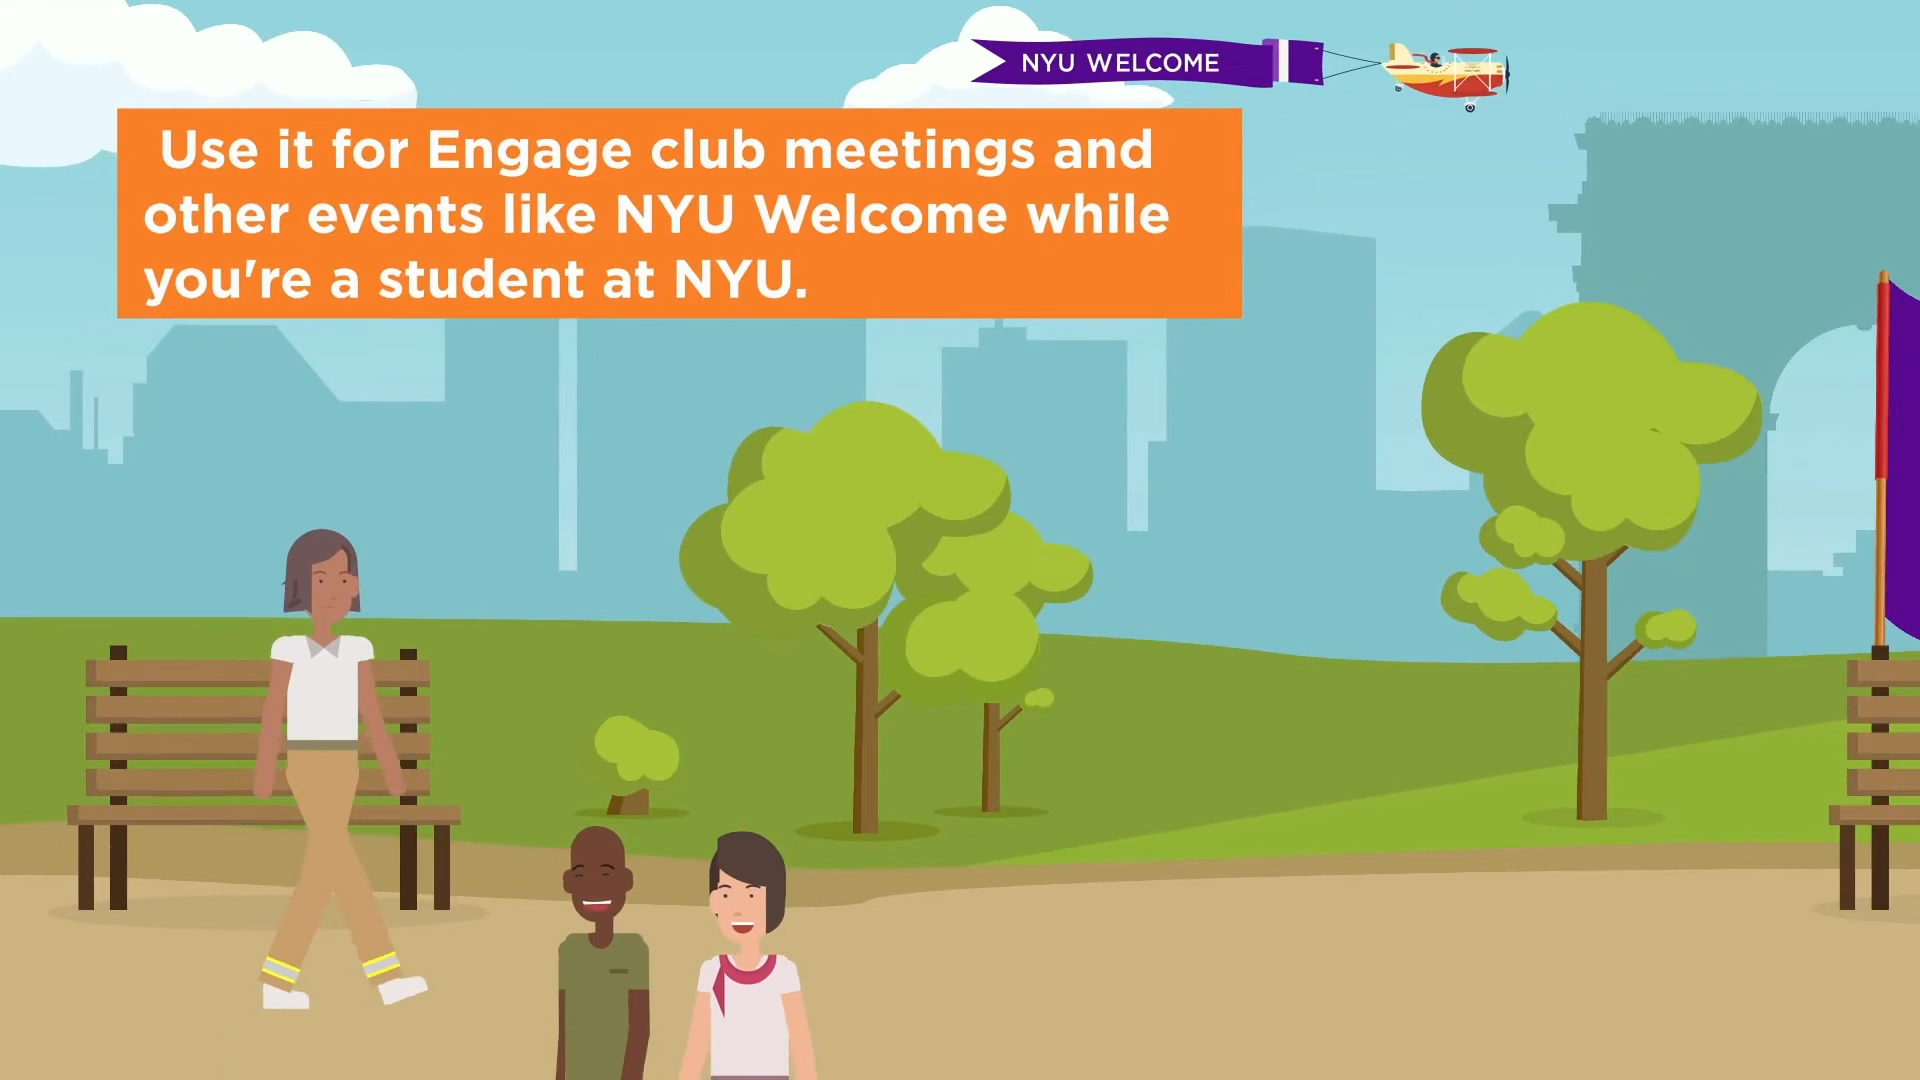 NYU WELCOME
Use it for Engage club meetings and
other events like NYU Welcome while
you're a student at NYU.